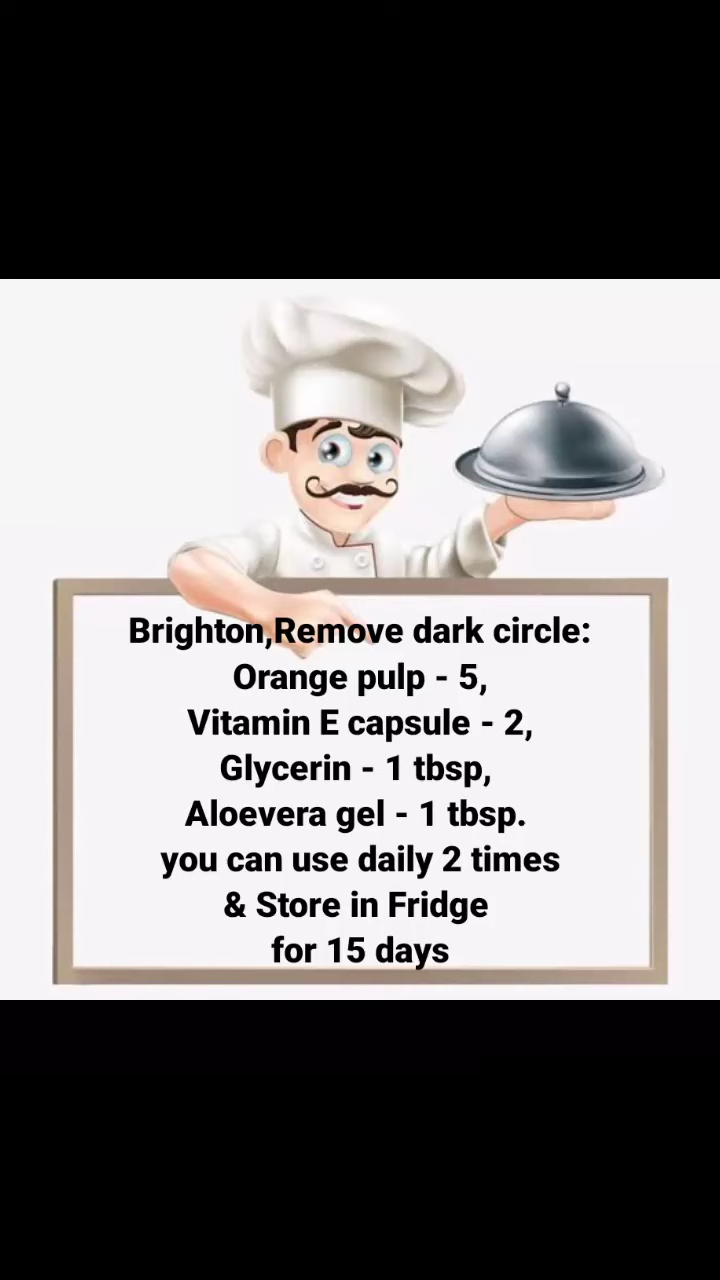 Brighton,Remove dark circle:
Orange pulp - 5,
Vitamin E capsule - 2,
Glycerin - 1 tbsp,
Aloevera gel - 1 tbsp.
you can use daily 2 times
& Store in Fridge
for 15 days